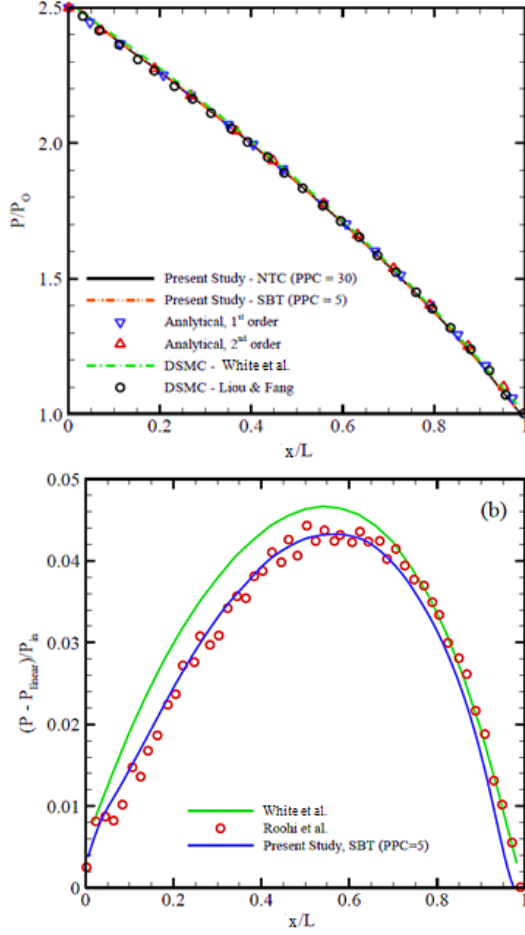 2.5
2.0
1.5
1.0
P/P_O
Present Study - NTC (PPC = 30)
Present Study - SBT (PPC = 5)
Analytical, 1st order
Analytical, 2nd order
DSMC - White et al.
DSMC - Liou & Fang
0 0.2 0.4 0.6 0.8 1
x/L
0.05
0.04
0.03
0.02
0.01
0
(P - P_linear)/P_in
(b)
White et al.
Roohi et al.
Present Study, SBT (PPC=5)
0 0.2 0.4 0.6 0.8 1
x/L